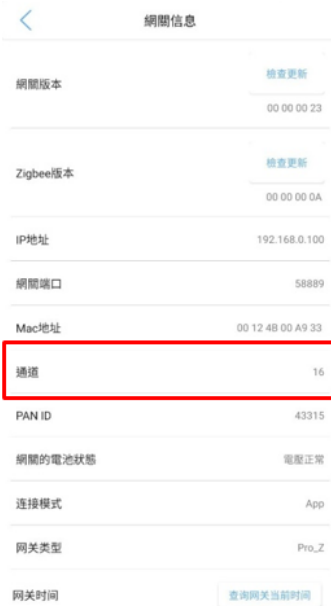 網關信息
網關版本
檢查更新
00 00 00 23
Zigbee版本
檢查更新
00 00 00 0A
IP地址
192.168.0.100
網關端口
58889
Mac地址
00 12 4B 00 A9 33
通道
16
PAN ID
43315
網關的電池狀態
電壓正常
连接模式
App
网关类型
Pro_Z
网关时间
查询网关当前时间